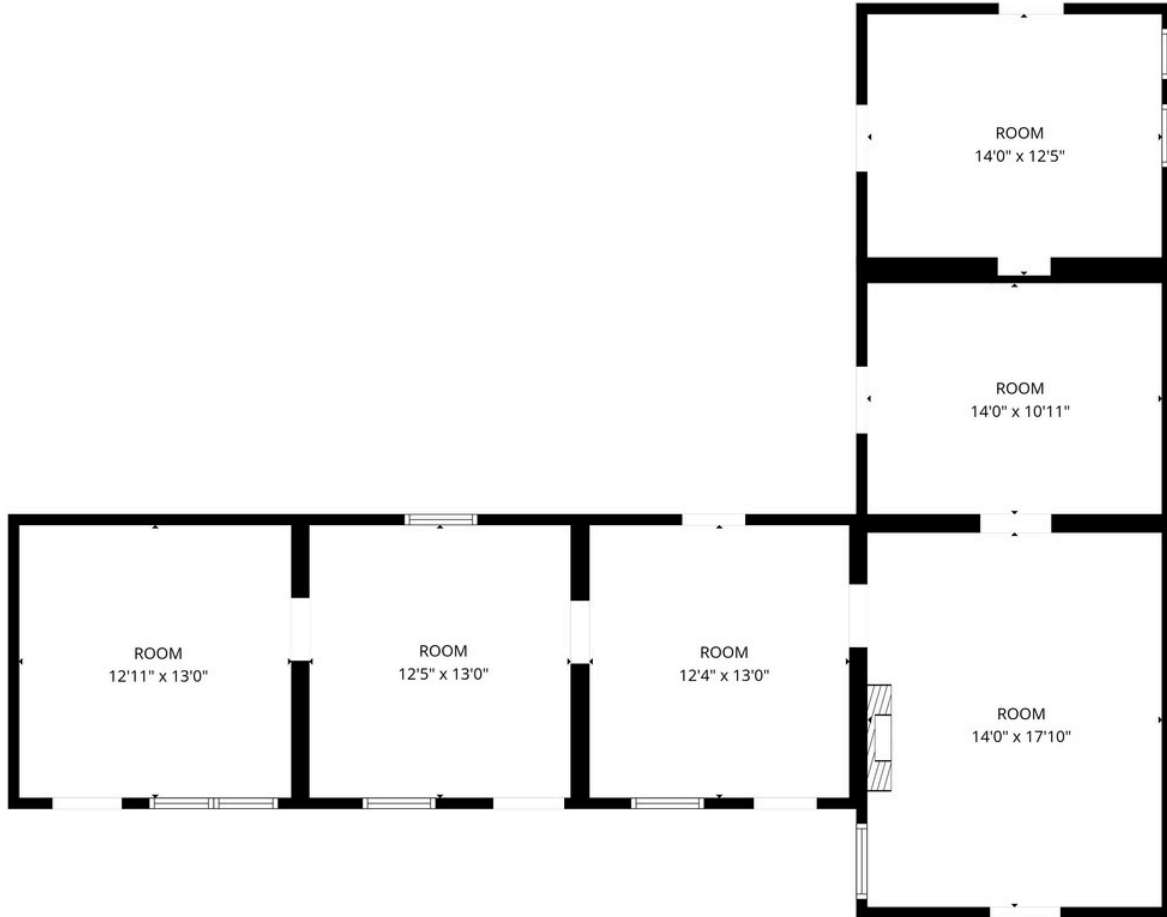 ROOM
14'0" x 12'5"
ROOM
14'0" x 10'11"
ROOM
12'11" x 13'0"
ROOM
12'5" x 13'0"
ROOM
12'4" x 13'0"
ROOM
14'0" x 17'10"